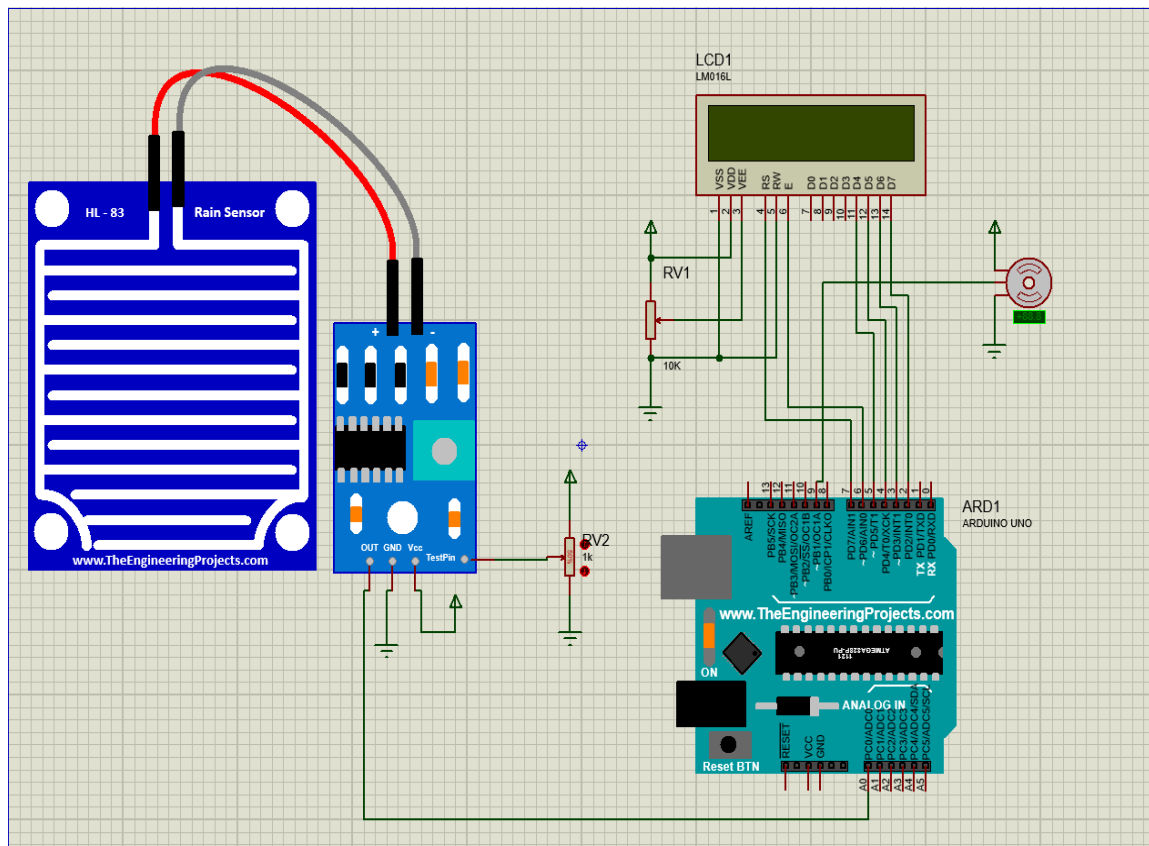 LCD1
LM016L
VSS
VDD
VEE
RS
RW
E
D0
D1
D2
D3
D4
D5
D6
D7
1
2
3
4
5
6
7
8
9
10
11
12
13
14
HL - 83
Rain Sensor
www.TheEngineeringProjects.com
+
-
OUT GND Vcc
TestPin
RV1
10K
RV2
1k
50%
ARD1
ARDUINO UNO
13
12
11
10
9
8
7
6
5
4
3
2
1
0
AREF
PB5/SCK
PB4/MISO
~PB3/MOSI/OC2A
~PB2/SS/OC1B
~PB1/OC1A
PB0/ICP1/CLKO
PD7/AIN1
~PD6/AIN0
~PD5/T1
PD4/T0/XCK
~PD3/INT1
PD2/INT0
PD1/TXD
PD0/RXD
TX
RX
www.TheEngineeringProjects.com
ATMEGA328P-PU
1121
ON
ANALOG IN
Reset BTN
RESET
VCC
GND
PC0/ADC0
PC1/ADC1
PC2/ADC2
PC3/ADC3
PC4/ADC4/SDA
PC5/ADC5/SCL
A0
A1
A2
A3
A4
A5